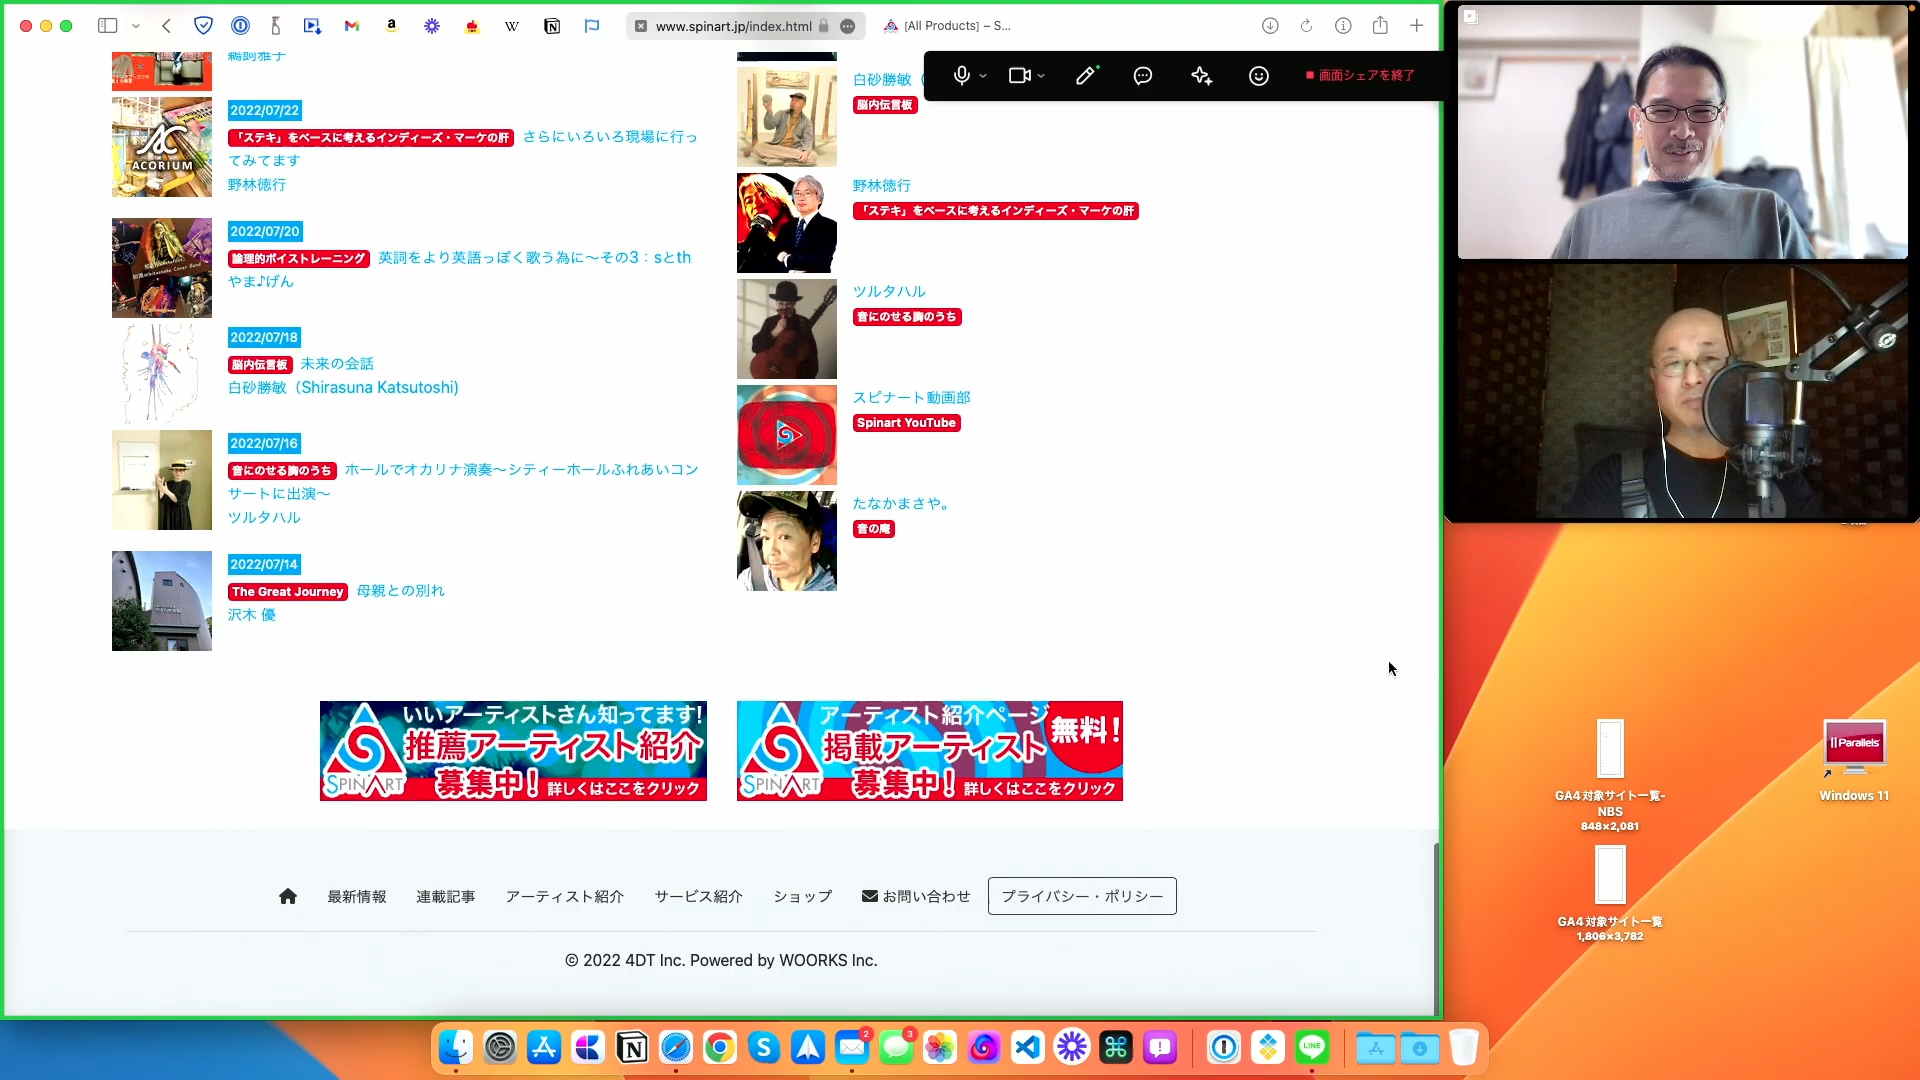 www.spinart.jp/index.html
[All Products] – S...
画面シェアを終了
鵜飼雅子
2022/07/22
「ステキ」をベースに考えるインディーズ・マーケの肝 さらにいろいろ現場に行っ
てみてます
野林徳行
ACORIUM
2022/07/20
論理的ボイストレーニング 英詞をより英語っぽく歌う為に〜その3：sとth
やま♪げん
2022/07/18
脳内伝言板 未来の会話
白砂勝敏（Shirasuna Katsutoshi)
2022/07/16
音にのせる胸のうち ホールでオカリナ演奏〜シティーホールふれあいコン
サートに出演〜
ツルタハル
2022/07/14
The Great Journey 母親との別れ
沢木 優
白砂勝敏（
脳内伝言板
野林徳行
「ステキ」をベースに考えるインディーズ・マーケの肝
ツルタハル
音にのせる胸のうち
スピナート動画部
Spinart YouTube
たなかまさや。
音の庵
いいアーティストさん知ってます!
推薦アーティスト紹介
募集中! 詳しくはここをクリック
SPINART
アーティスト紹介ページ
無料!
掲載アーティスト
募集中! 詳しくはここをクリック
SPINART
最新情報 連載記事 アーティスト紹介 サービス紹介 ショップ お問い合わせ プライバシー・ポリシー
© 2022 4DT Inc. Powered by WOORKS Inc.
GA4対象サイト一覧-
NBS
848×2,081
Parallels
Windows 11
GA4対象サイト一覧
1,806×3,782
2
3
LINE